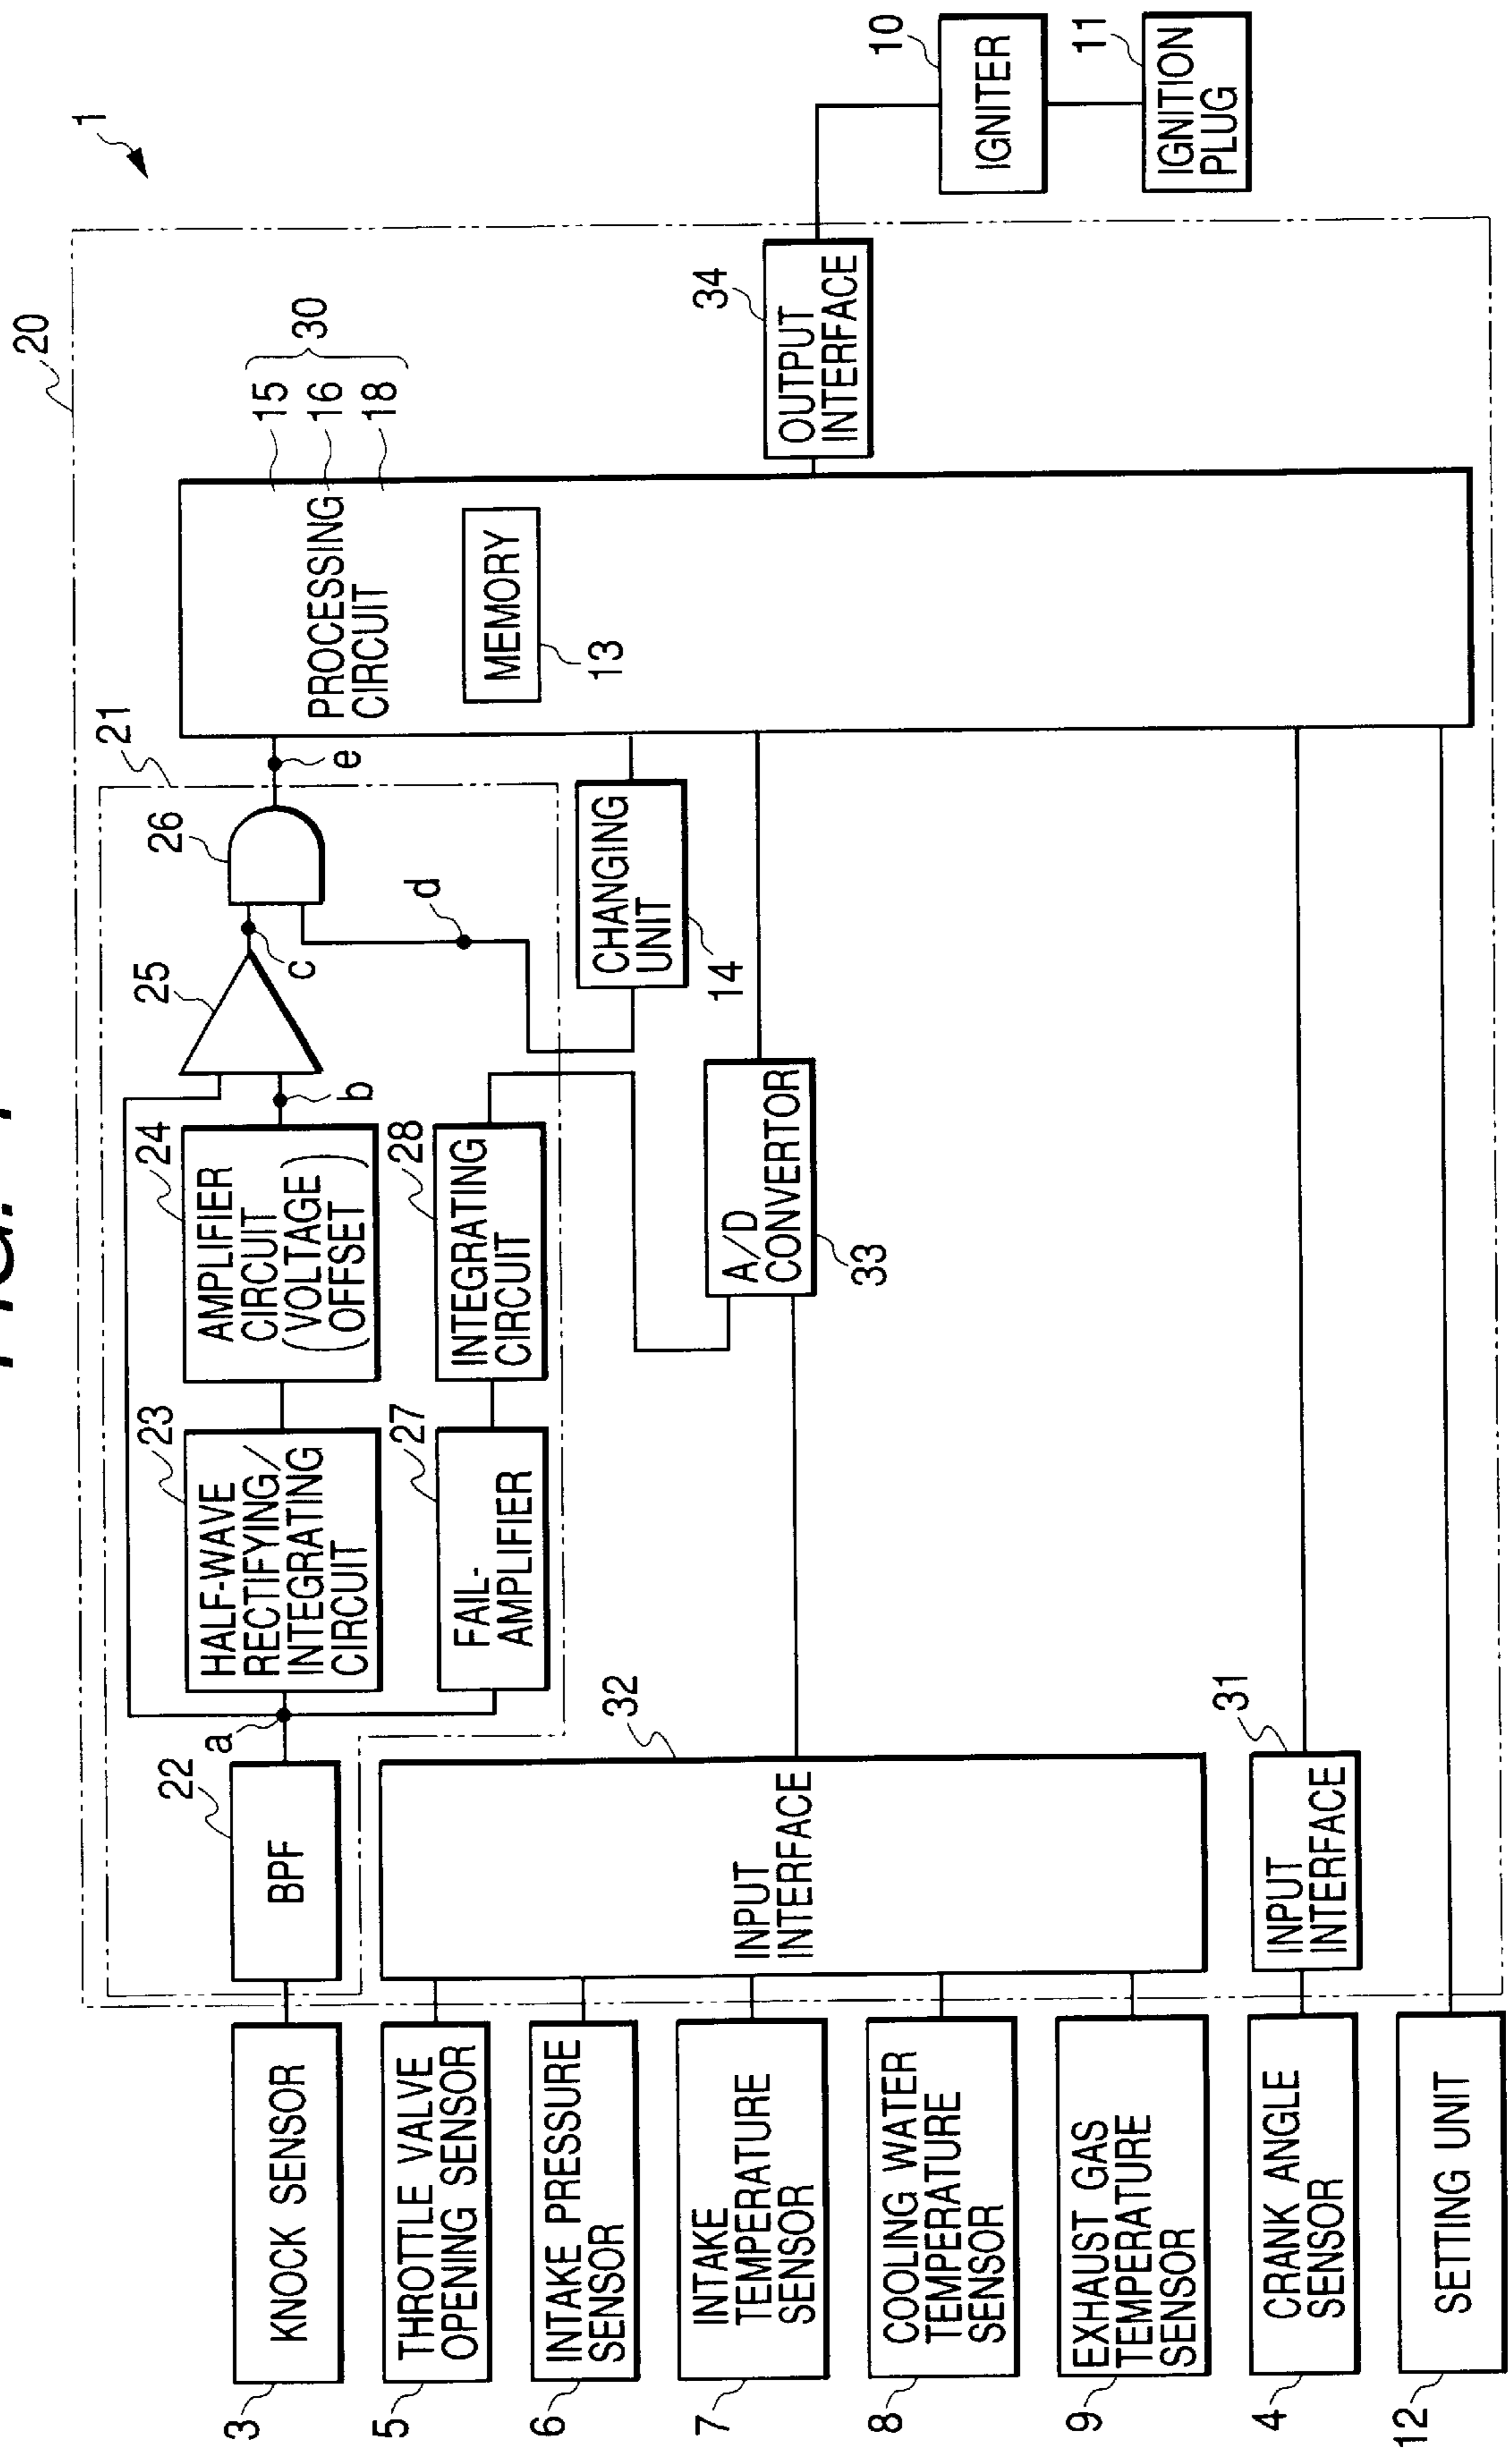 1
20
21
3
KNOCK SENSOR
22
BPF
a
23
HALF-WAVE
RECTIFYING/
INTEGRATING
CIRCUIT
24
AMPLIFIER
CIRCUIT
(VOLTAGE
OFFSET)
b
25
c
26
e
d
27
FAIL-
AMPLIFIER
28
INTEGRATING
CIRCUIT
CHANGING
UNIT
14
PROCESSING
CIRCUIT
15
16
18
30
MEMORY
13
5
THROTTLE VALVE
OPENING SENSOR
6
INTAKE PRESSURE
SENSOR
7
INTAKE
TEMPERATURE
SENSOR
8
COOLING WATER
TEMPERATURE
SENSOR
9
EXHAUST GAS
TEMPERATURE
SENSOR
32
INPUT
INTERFACE
A/D
CONVERTOR
33
34
OUTPUT
INTERFACE
10
IGNITER
11
IGNITION
PLUG
4
CRANK ANGLE
SENSOR
31
INPUT
INTERFACE
12
SETTING UNIT